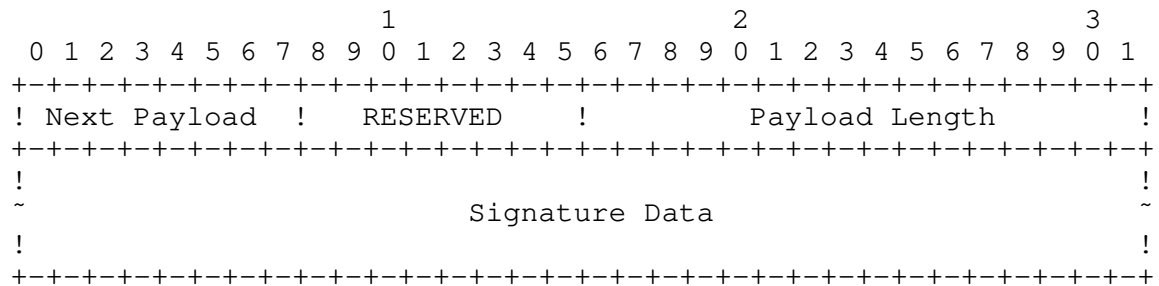 1                   2                   3
 0 1 2 3 4 5 6 7 8 9 0 1 2 3 4 5 6 7 8 9 0 1 2 3 4 5 6 7 8 9 0 1
+-+-+-+-+-+-+-+-+-+-+-+-+-+-+-+-+-+-+-+-+-+-+-+-+-+-+-+-+-+-+-+-+
! Next Payload  !   RESERVED    !         Payload Length        !
+-+-+-+-+-+-+-+-+-+-+-+-+-+-+-+-+-+-+-+-+-+-+-+-+-+-+-+-+-+-+-+-+
!                                                               !
~                         Signature Data                        ~
!                                                               !
+-+-+-+-+-+-+-+-+-+-+-+-+-+-+-+-+-+-+-+-+-+-+-+-+-+-+-+-+-+-+-+-+